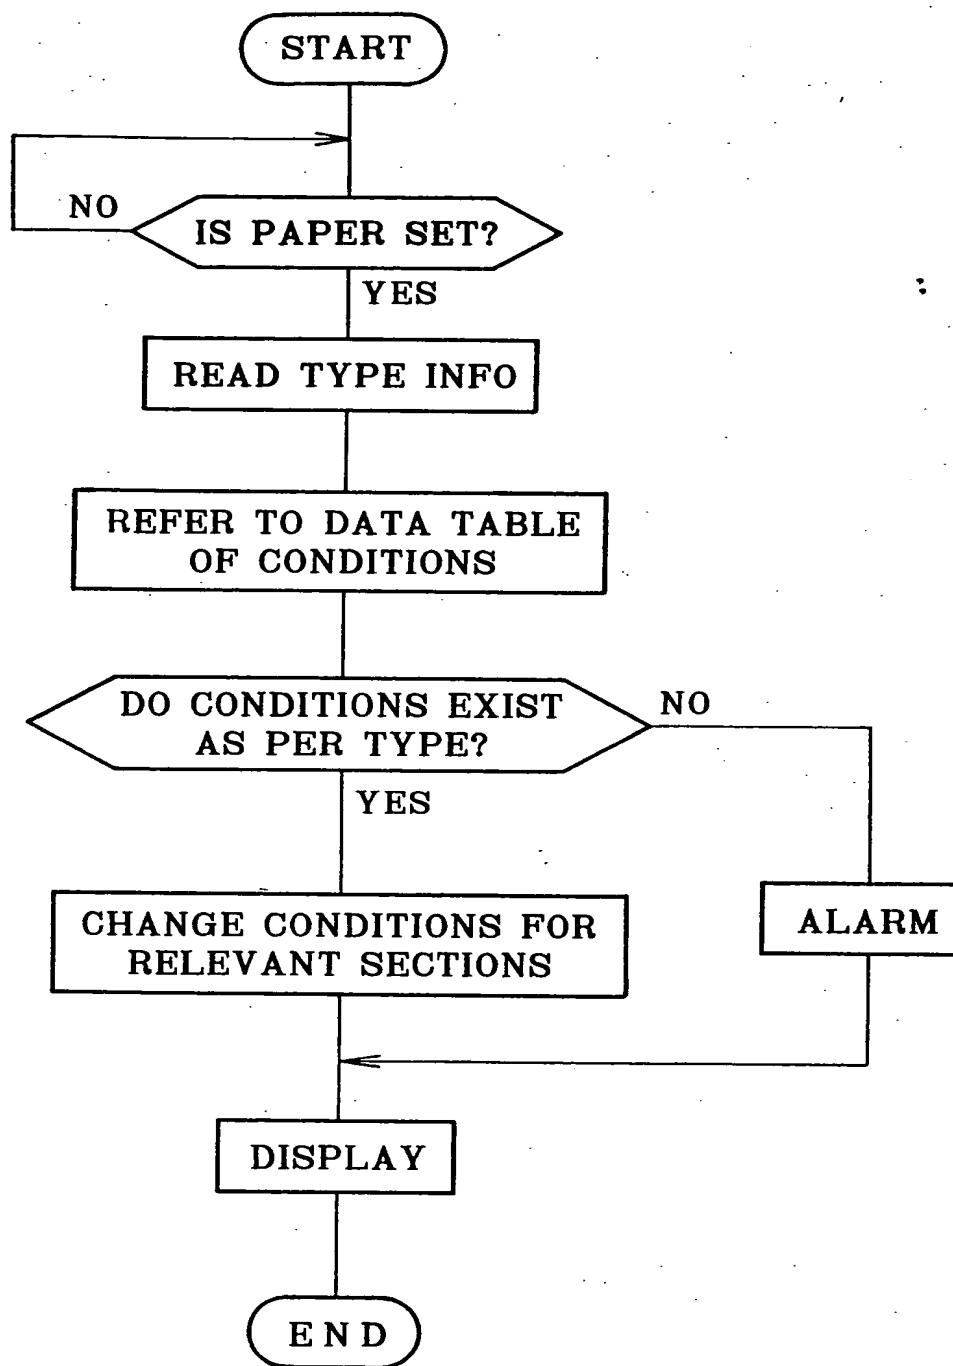 START
NO
IS PAPER SET?
YES
READ TYPE INFO
REFER TO DATA TABLE
OF CONDITIONS
DO CONDITIONS EXIST
AS PER TYPE?
NO
YES
CHANGE CONDITIONS FOR
RELEVANT SECTIONS
ALARM
DISPLAY
END